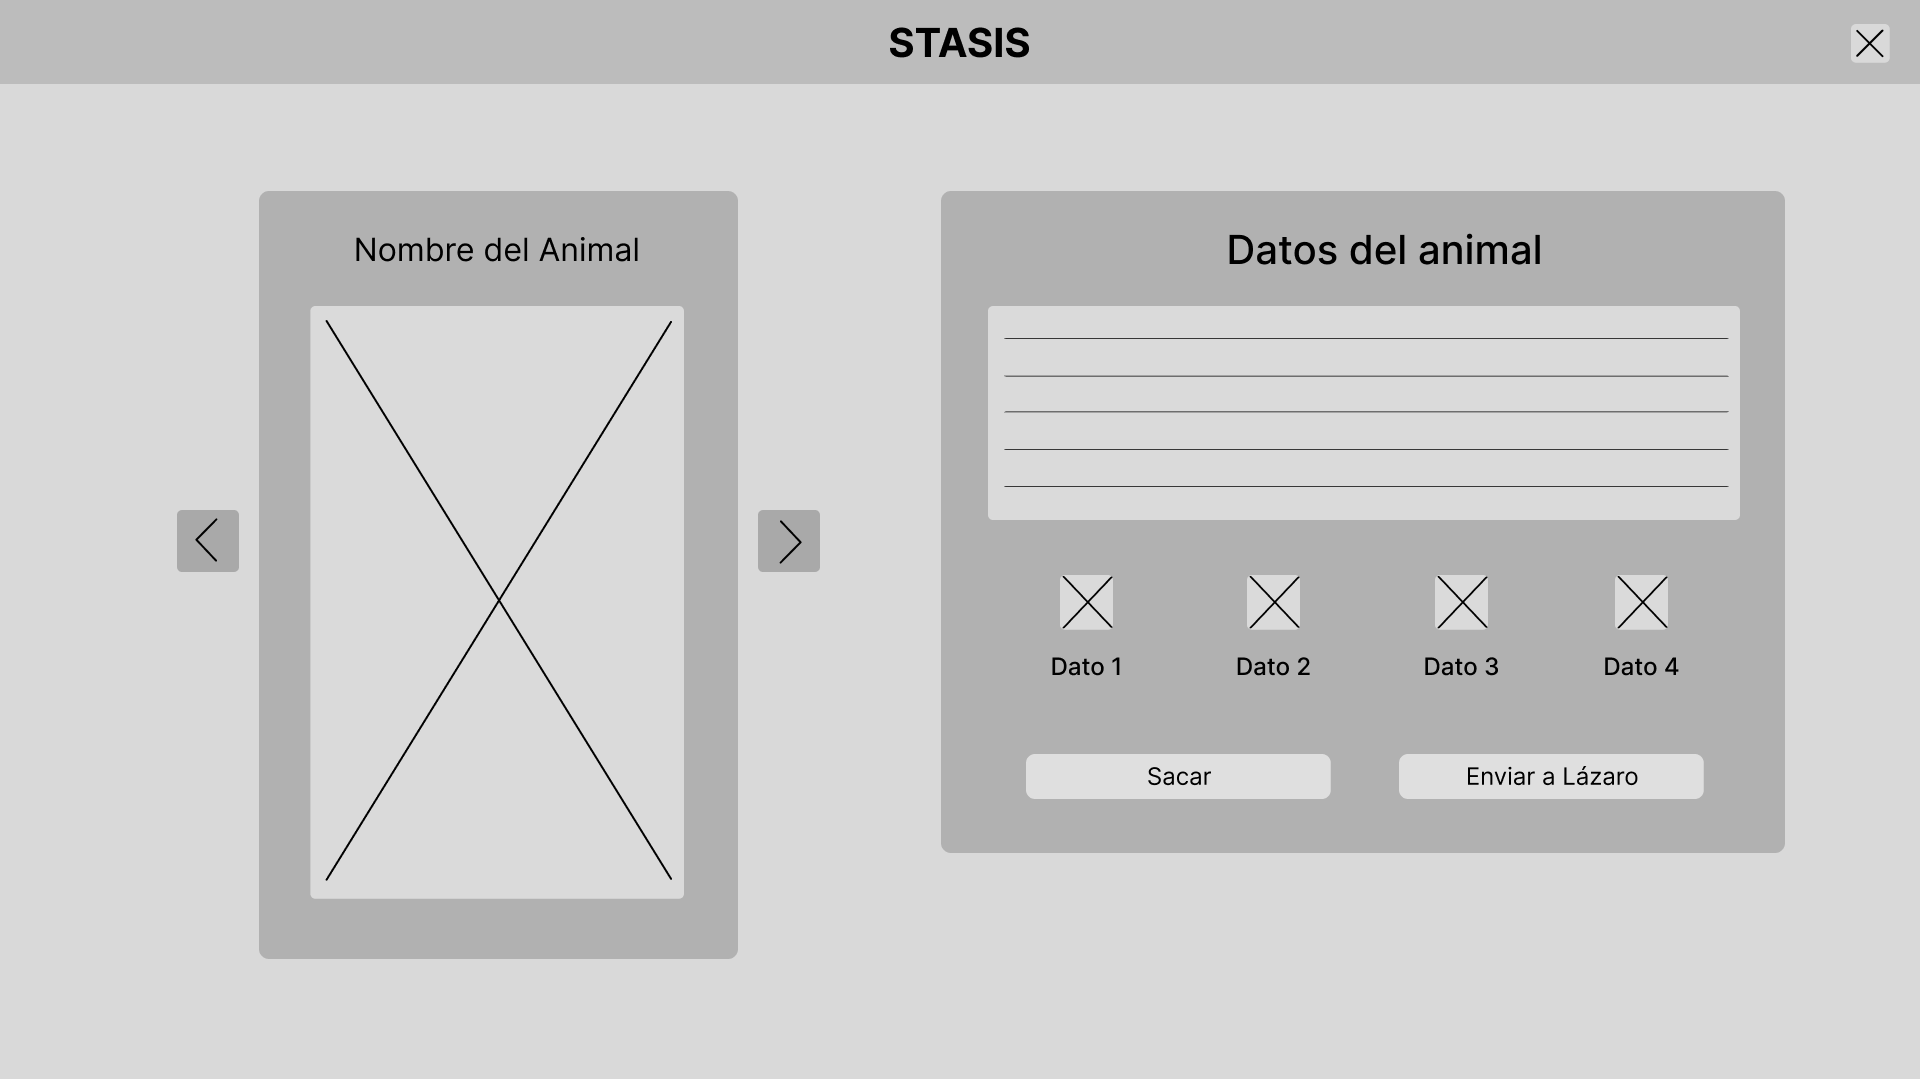 STASIS
Nombre del Animal
Datos del animal
Dato 1
Dato 2
Dato 3
Dato 4
Sacar
Enviar a Lázaro